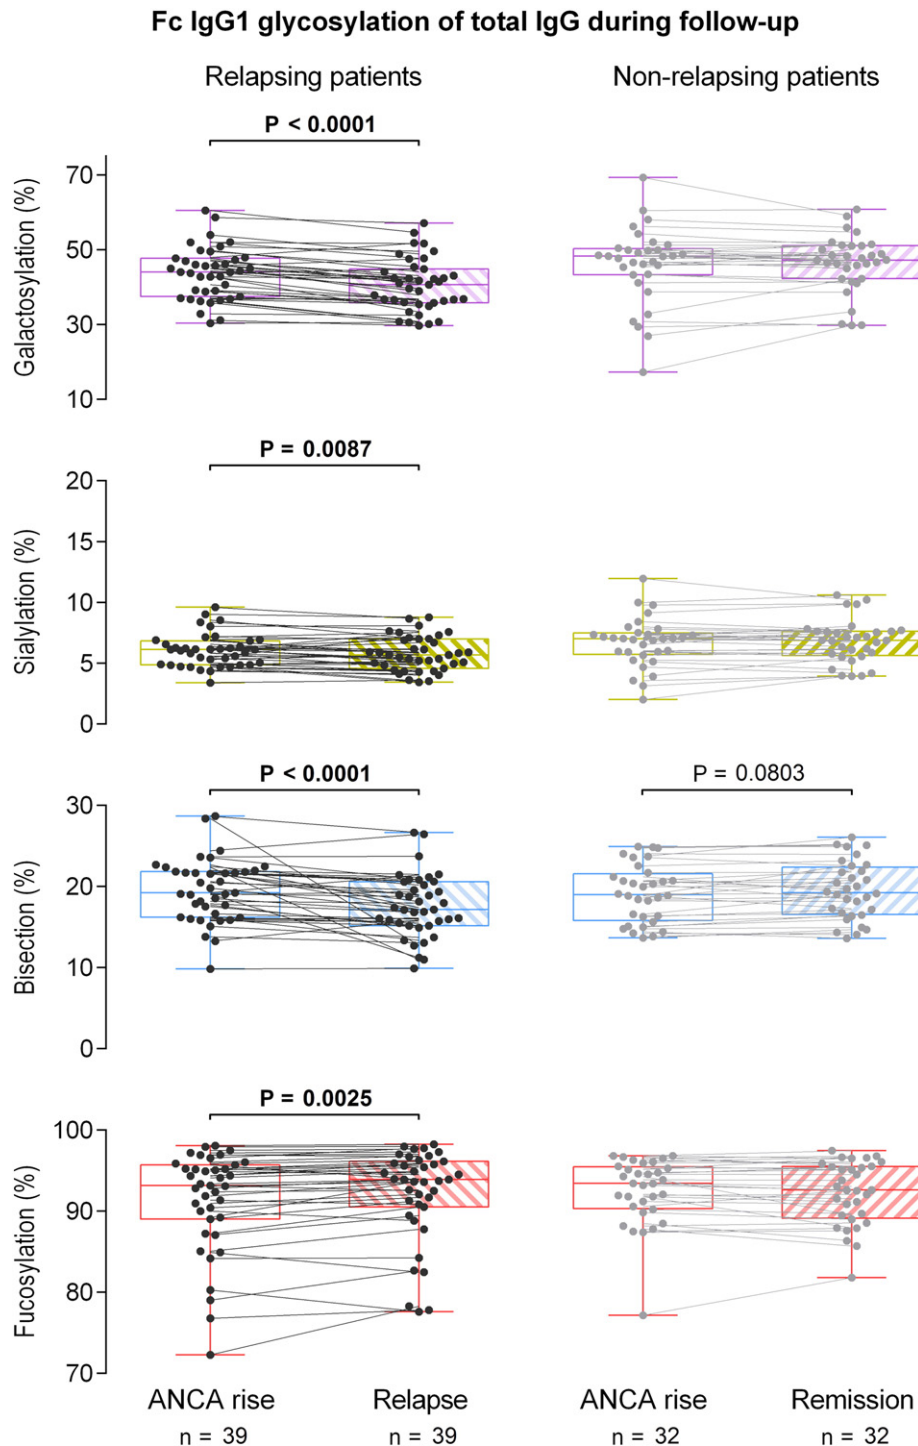 Fc IgG1 glycosylation of total IgG during follow-up
Relapsing patients
Non-relapsing patients
P < 0.0001
Galactosylation (%)
70
50
30
10
P = 0.0087
Sialylation (%)
20
15
10
5
0
P < 0.0001
P = 0.0803
Bisection (%)
30
20
10
0
P = 0.0025
Fucosylation (%)
100
90
80
70
ANCA rise
Relapse
ANCA rise
Remission
n = 39
n = 39
n = 32
n = 32